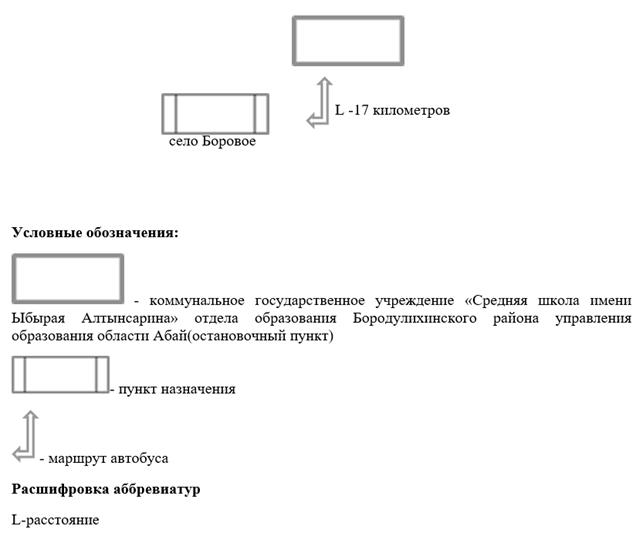 L -17 километров
село Боровое
Условные обозначения:
- коммунальное государственное учреждение «Средняя школа имени
Ыбырая Алтынсарина» отдела образования Бородулихинского района управления
образования области Абай(остановочный пункт)
- пункт назначения
- маршрут автобуса
Расшифровка аббревиатур
L-расстояние